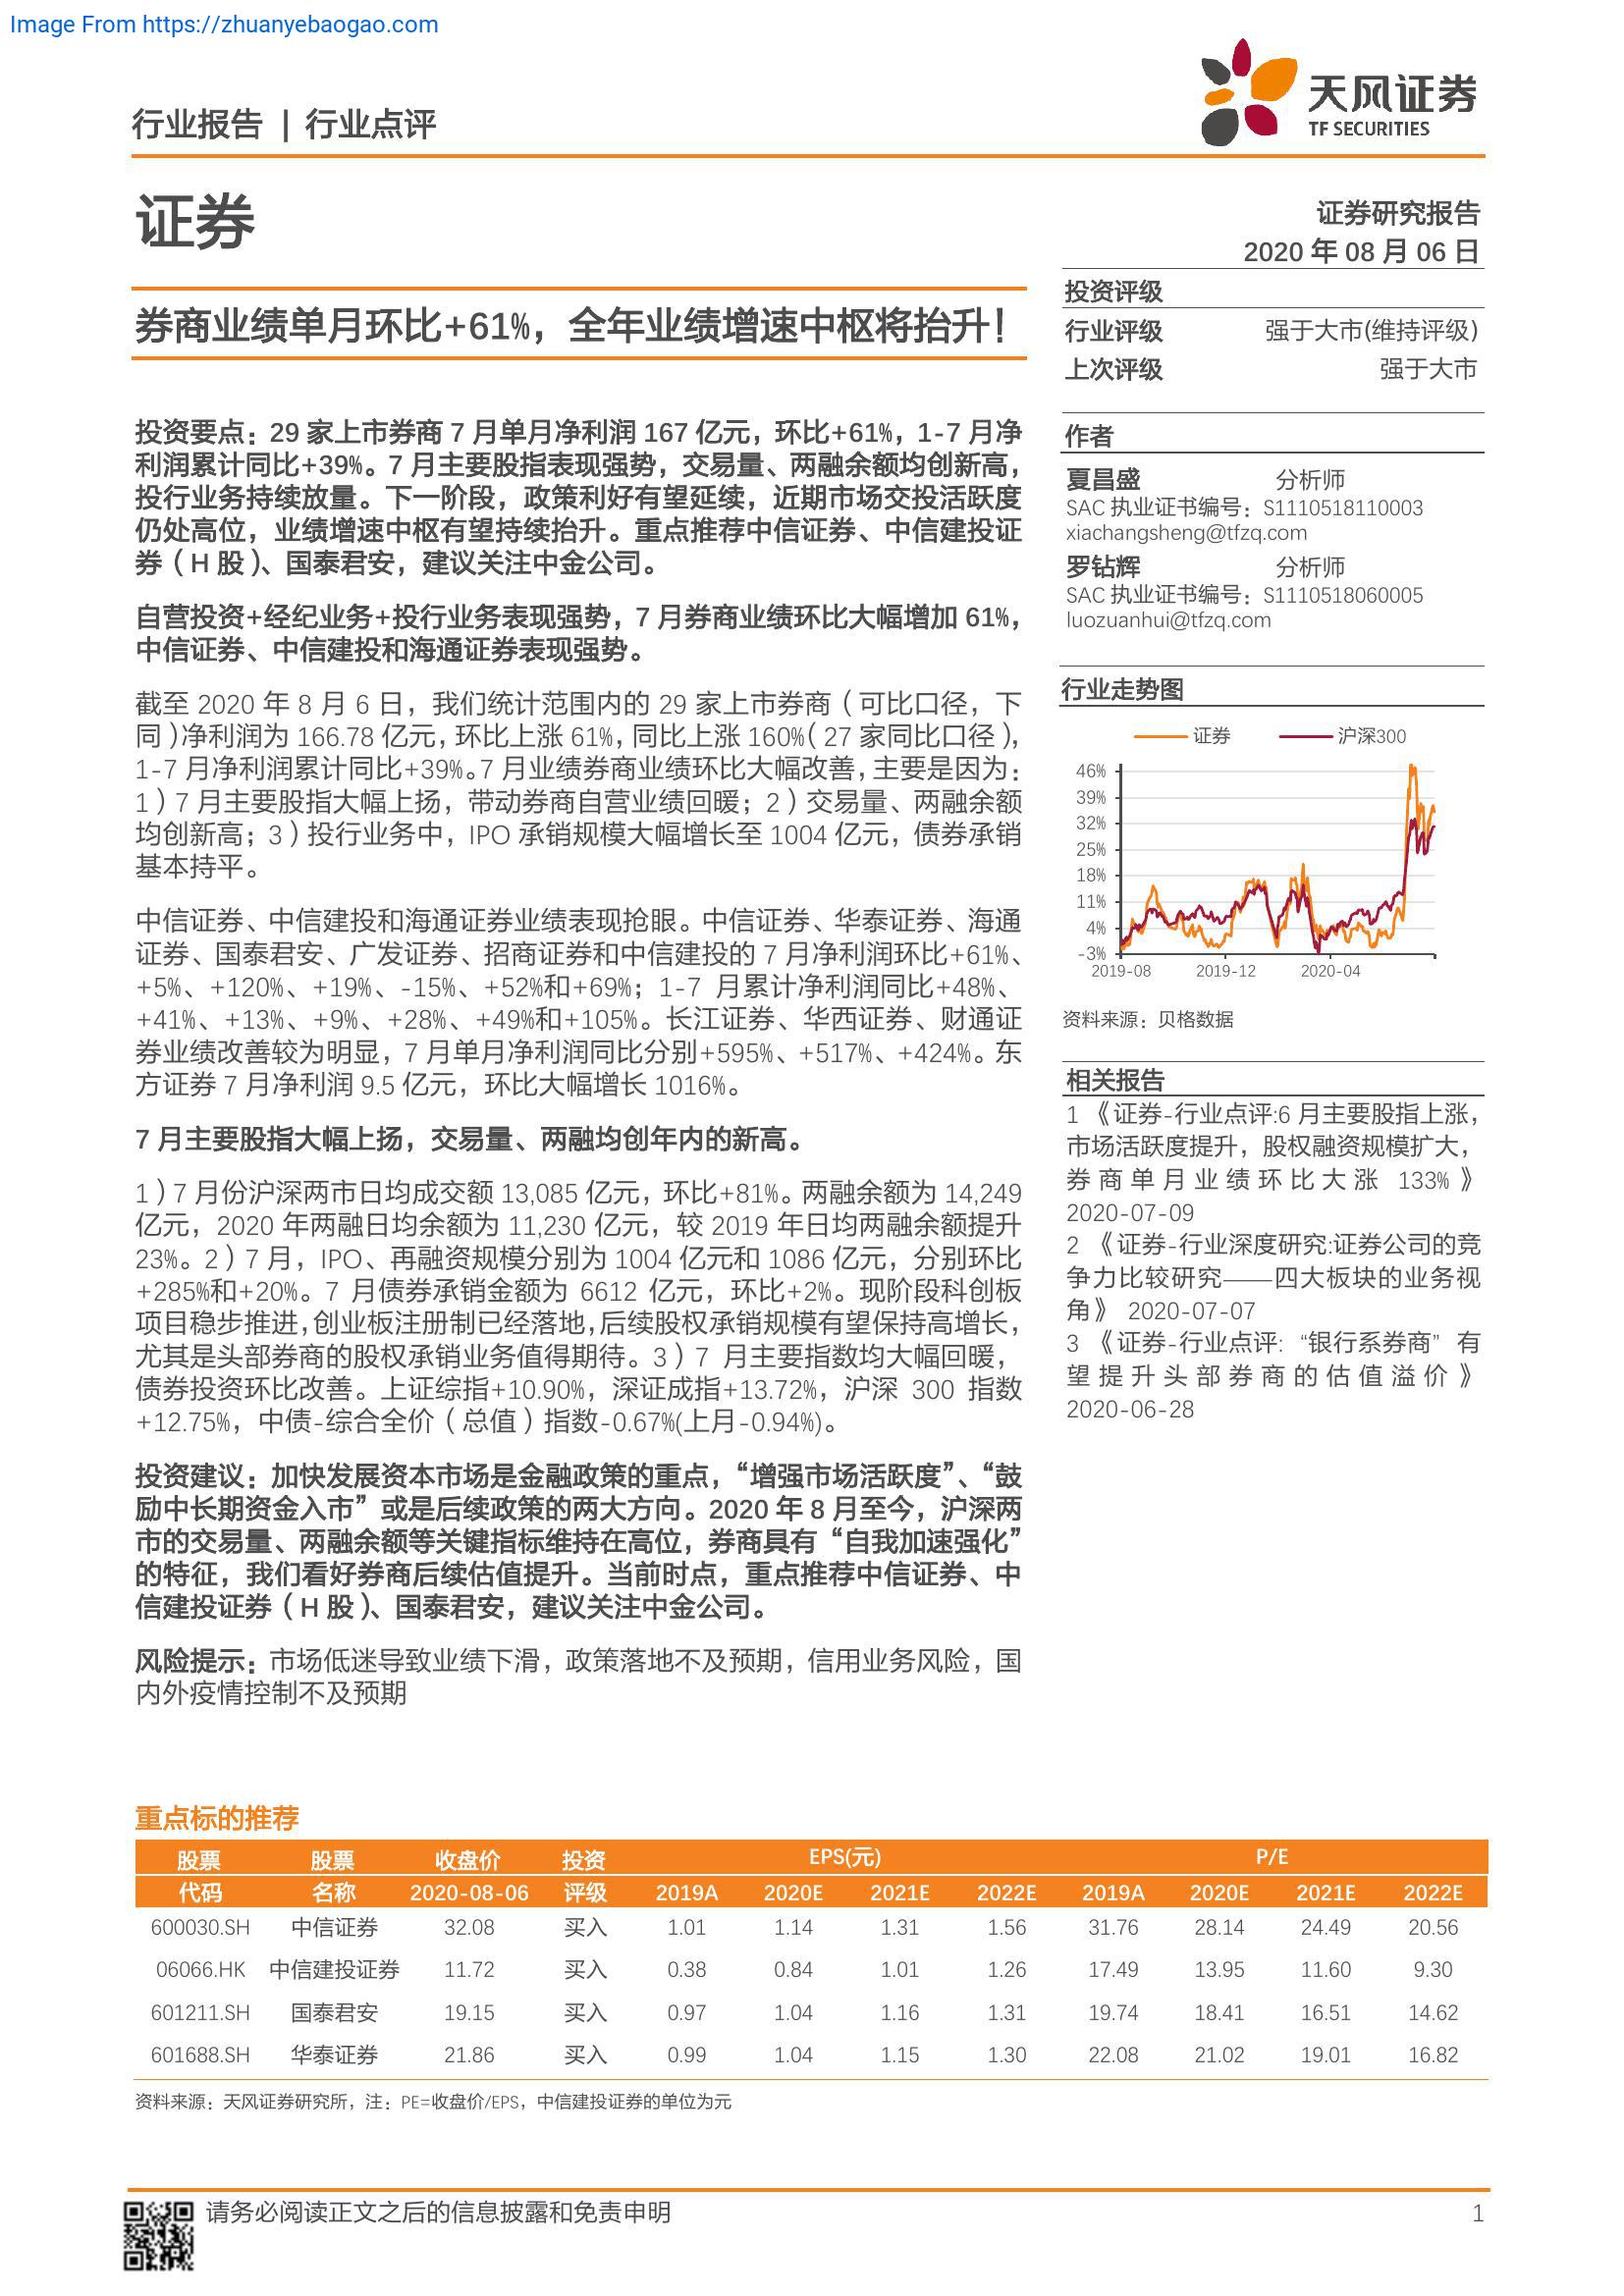 Image From https://zhuanyebaogao.com
行业报告 | 行业点评
天风证券
TF SECURITIES
证券
证券研究报告
2020 年 08 月 06 日
券商业绩单月环比+61%，全年业绩增速中枢将抬升！
投资要点：29 家上市券商 7 月单月净利润 167 亿元，环比+61%，1-7 月净
利润累计同比+39%。7 月主要股指表现强势，交易量、两融余额均创新高，
投行业务持续放量。下一阶段，政策利好有望延续，近期市场交投活跃度
仍处高位，业绩增速中枢有望持续抬升。重点推荐中信证券、中信建投证
券（H 股）、国泰君安，建议关注中金公司。
自营投资+经纪业务+投行业务表现强势，7 月券商业绩环比大幅增加 61%，
中信证券、中信建投和海通证券表现强势。
截至 2020 年 8 月 6 日，我们统计范围内的 29 家上市券商（可比口径，下
同）净利润为 166.78 亿元，环比上涨 61%，同比上涨 160%（27 家同比口径），
1-7 月净利润累计同比+39%。7 月业绩券商业绩环比大幅改善，主要是因为：
1）7 月主要股指大幅上扬，带动券商自营业绩回暖；2）交易量、两融余额
均创新高；3）投行业务中，IPO 承销规模大幅增长至 1004 亿元，债券承销
基本持平。
中信证券、中信建投和海通证券业绩表现抢眼。中信证券、华泰证券、海通
证券、国泰君安、广发证券、招商证券和中信建投的 7 月净利润环比+61%、
+5%、+120%、+19%、-15%、+52%和+69%；1-7 月累计净利润同比+48%、
+41%、+13%、+9%、+28%、+49%和+105%。长江证券、华西证券、财通证
券业绩改善较为明显，7 月单月净利润同比分别+595%、+517%、+424%。东
方证券 7 月净利润 9.5 亿元，环比大幅增长 1016%。
7 月主要股指大幅上扬，交易量、两融均创年内的新高。
1）7 月份沪深两市日均成交额 13,085 亿元，环比+81%。两融余额为 14,249
亿元，2020 年两融日均余额为 11,230 亿元，较 2019 年日均两融余额提升
23%。2）7 月，IPO、再融资规模分别为 1004 亿元和 1086 亿元，分别环比
+285%和+20%。7 月债券承销金额为 6612 亿元，环比+2%。现阶段科创板
项目稳步推进，创业板注册制已经落地，后续股权承销规模有望保持高增长，
尤其是头部券商的股权承销业务值得期待。3）7 月主要指数均大幅回暖，
债券投资环比改善。上证综指+10.90%，深证成指+13.72%，沪深 300 指数
+12.75%，中债-综合全价（总值）指数-0.67%(上月-0.94%)。
投资建议：加快发展资本市场是金融政策的重点，“增强市场活跃度”、“鼓
励中长期资金入市”或是后续政策的两大方向。2020 年 8 月至今，沪深两
市的交易量、两融余额等关键指标维持在高位，券商具有“自我加速强化”
的特征，我们看好券商后续估值提升。当前时点，重点推荐中信证券、中
信建投证券（H 股）、国泰君安，建议关注中金公司。
风险提示：市场低迷导致业绩下滑，政策落地不及预期，信用业务风险，国
内外疫情控制不及预期
投资评级
行业评级 强于大市(维持评级)
上次评级 强于大市
作者
夏昌盛 分析师
SAC 执业证书编号：S1110518110003
xiachangsheng@tfzq.com
罗钻辉 分析师
SAC 执业证书编号：S1110518060005
luozuanhui@tfzq.com
行业走势图
证券 沪深300
46%
39%
32%
25%
18%
11%
4%
-3%
2019-08 2019-12 2020-04
资料来源：贝格数据
相关报告
1 《证券-行业点评:6 月主要股指上涨，
市场活跃度提升，股权融资规模扩大，
券商单月业绩环比大涨 133%》
2020-07-09
2 《证券-行业深度研究:证券公司的竞
争力比较研究——四大板块的业务视
角》 2020-07-07
3 《证券-行业点评: “银行系券商” 有
望提升头部券商的估值溢价》
2020-06-28
重点标的推荐
股票 股票 收盘价 投资 EPS(元) P/E
代码 名称 2020-08-06 评级 2019A 2020E 2021E 2022E 2019A 2020E 2021E 2022E
600030.SH 中信证券 32.08 买入 1.01 1.14 1.31 1.56 31.76 28.14 24.49 20.56
06066.HK 中信建投证券 11.72 买入 0.38 0.84 1.01 1.26 17.49 13.95 11.60 9.30
601211.SH 国泰君安 19.15 买入 0.97 1.04 1.16 1.31 19.74 18.41 16.51 14.62
601688.SH 华泰证券 21.86 买入 0.99 1.04 1.15 1.30 22.08 21.02 19.01 16.82
资料来源：天风证券研究所，注：PE=收盘价/EPS，中信建投证券的单位为元
请务必阅读正文之后的信息披露和免责申明 1